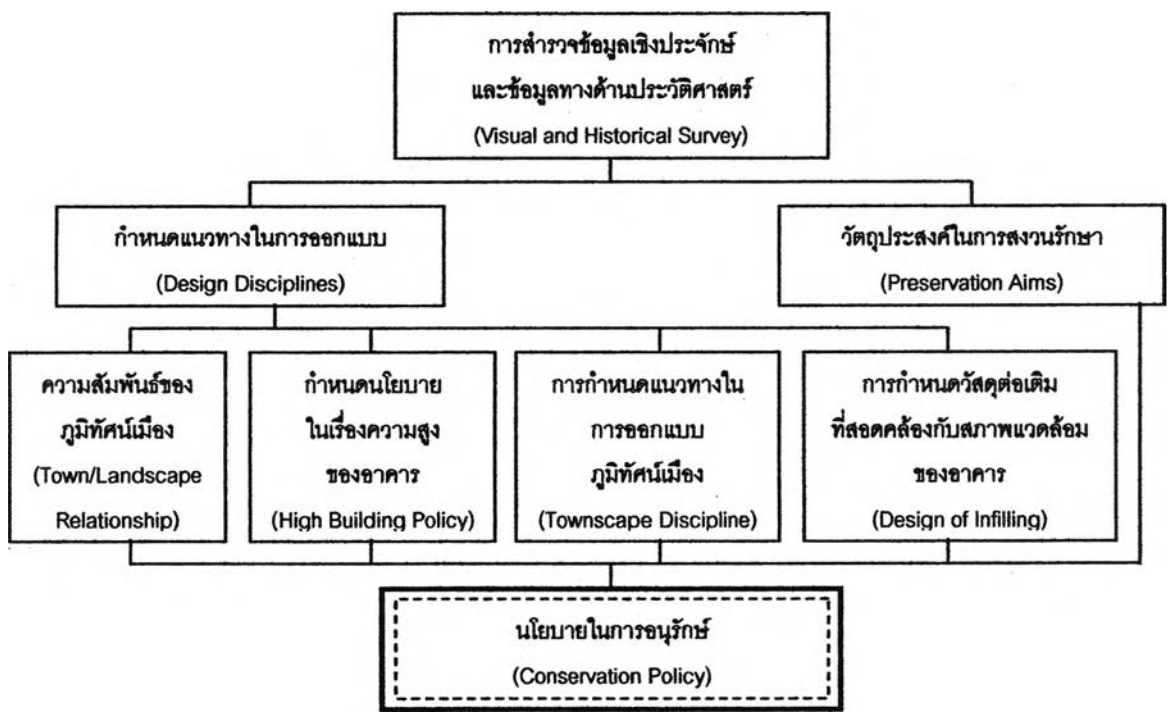 การสำรวจข้อมูลเชิงประจักษ์
และข้อมูลทางด้านประวัติศาสตร์
(Visual and Historical Survey)
กำหนดแนวทางในการออกแบบ
(Design Disciplines)
วัตถุประสงค์ในการสงวนรักษา
(Preservation Aims)
ความสัมพันธ์ของ
ภูมิทัศน์เมือง
(Town/Landscape
Relationship)
กำหนดนโยบาย
ในเรื่องความสูง
ของอาคาร
(High Building Policy)
การกำหนดแนวทางใน
การออกแบบ
ภูมิทัศน์เมือง
(Townscape Discipline)
การกำหนดวัสดุต่อเติม
ที่สอดคล้องกับสภาพแวดล้อม
ของอาคาร
(Design of Infilling)
นโยบายในการอนุรักษ์
(Conservation Policy)